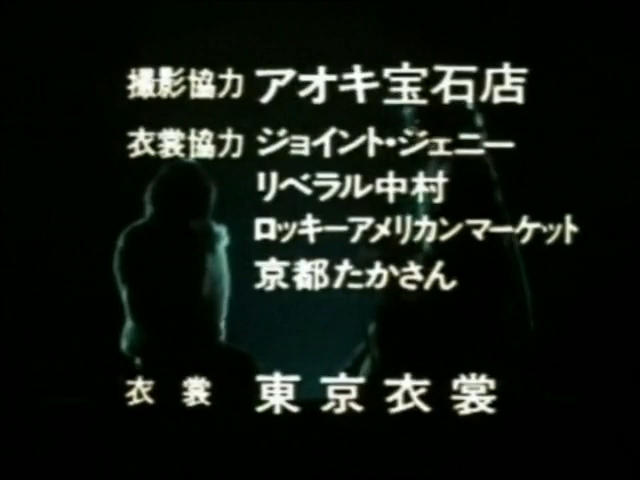 撮影協力 アオキ宝石店
衣裳協力 ジョイント・ジェニー
リベラル中村
ロッキーアメリカンマーケット
京都たかさん
衣裳 東京衣裳